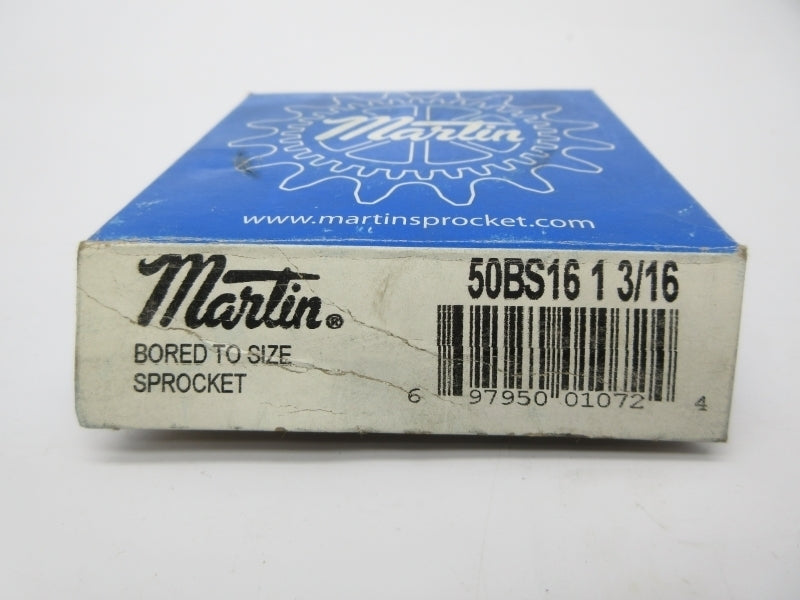 Martin
www.martinsprocket.com
Martin®
BORED TO SIZE
SPROCKET
50BS16 1 3/16
6 97950 01072 4